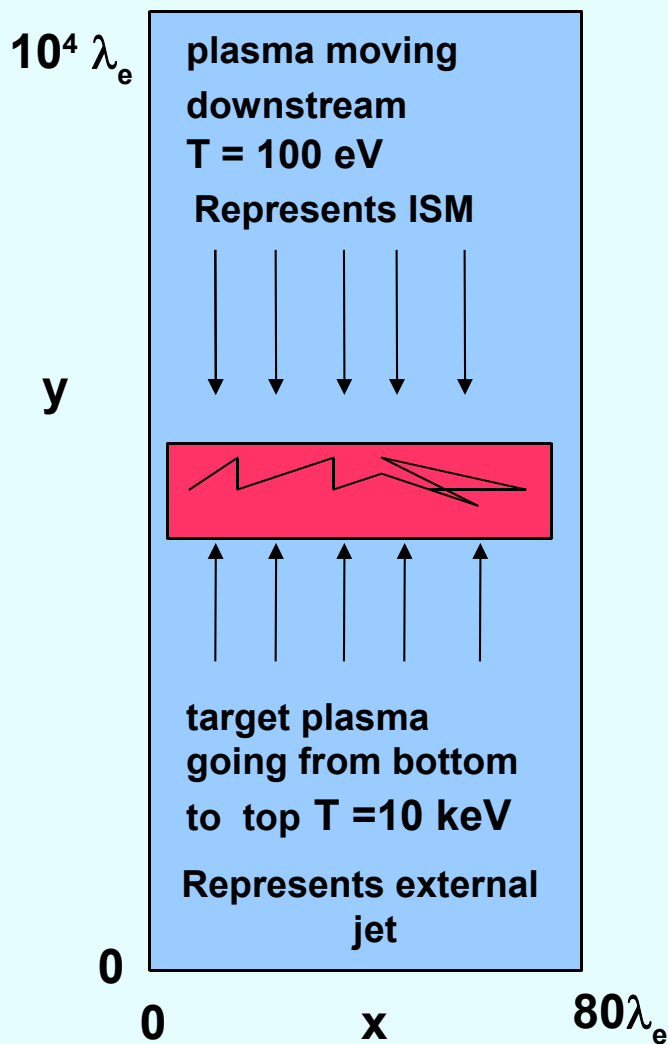 10⁴ λₑ
plasma moving
downstream
T = 100 eV
Represents ISM
y
target plasma
going from bottom
to top T =10 keV
Represents external
jet
0
0
x
80λₑ